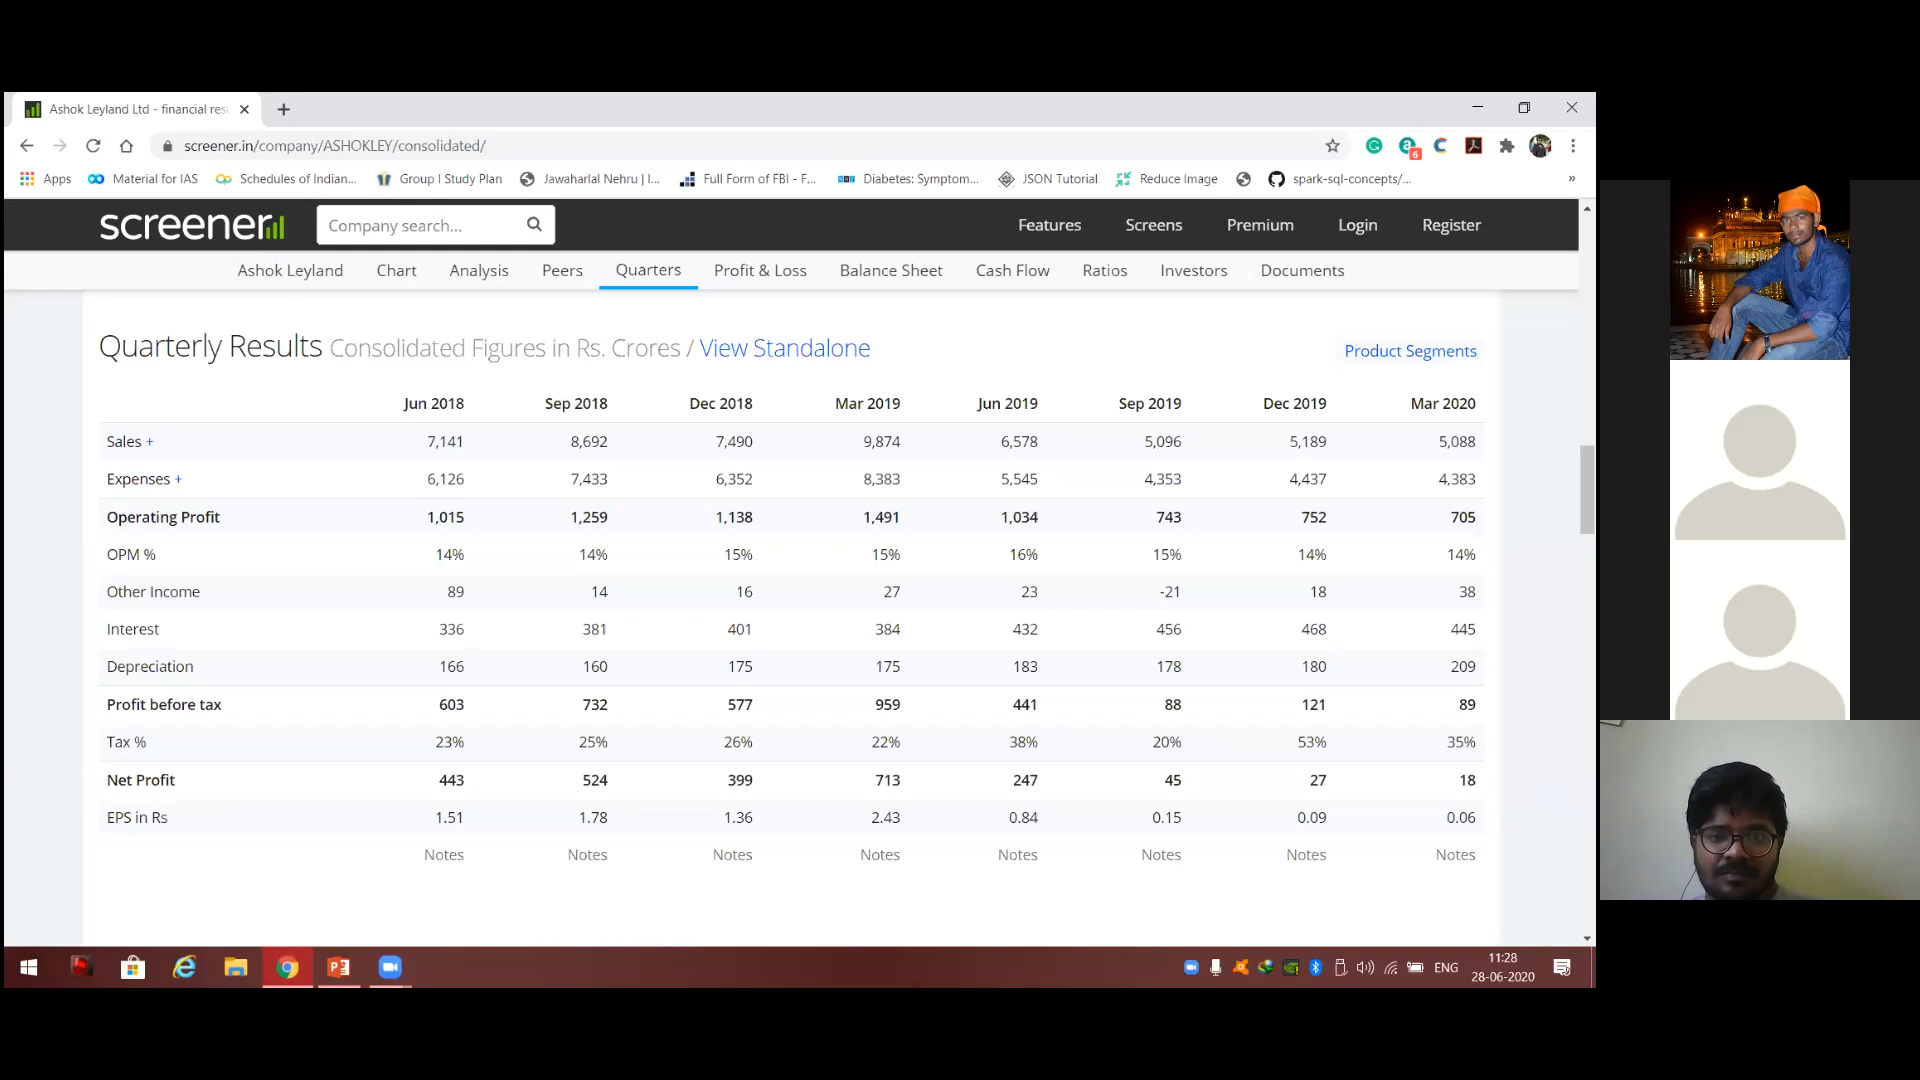 Ashok Leyland Ltd - financial res
screener.in/company/ASHOKLEY/consolidated/
6
Apps Material for IAS Schedules of Indian... Group I Study Plan Jawaharlal Nehru | I... Full Form of FBI - F... Diabetes: Symptom... JSON Tutorial Reduce Image spark-sql-concepts/... »
screener Company search... Features Screens Premium Login Register
Ashok Leyland Chart Analysis Peers Quarters Profit & Loss Balance Sheet Cash Flow Ratios Investors Documents
Quarterly Results Consolidated Figures in Rs. Crores / View Standalone Product Segments
Jun 2018 Sep 2018 Dec 2018 Mar 2019 Jun 2019 Sep 2019 Dec 2019 Mar 2020
Sales + 7,141 8,692 7,490 9,874 6,578 5,096 5,189 5,088
Expenses + 6,126 7,433 6,352 8,383 5,545 4,353 4,437 4,383
Operating Profit 1,015 1,259 1,138 1,491 1,034 743 752 705
OPM % 14% 14% 15% 15% 16% 15% 14% 14%
Other Income 89 14 16 27 23 -21 18 38
Interest 336 381 401 384 432 456 468 445
Depreciation 166 160 175 175 183 178 180 209
Profit before tax 603 732 577 959 441 88 121 89
Tax % 23% 25% 26% 22% 38% 20% 53% 35%
Net Profit 443 524 399 713 247 45 27 18
EPS in Rs 1.51 1.78 1.36 2.43 0.84 0.15 0.09 0.06
Notes Notes Notes Notes Notes Notes Notes Notes
ENG 11:28
28-06-2020